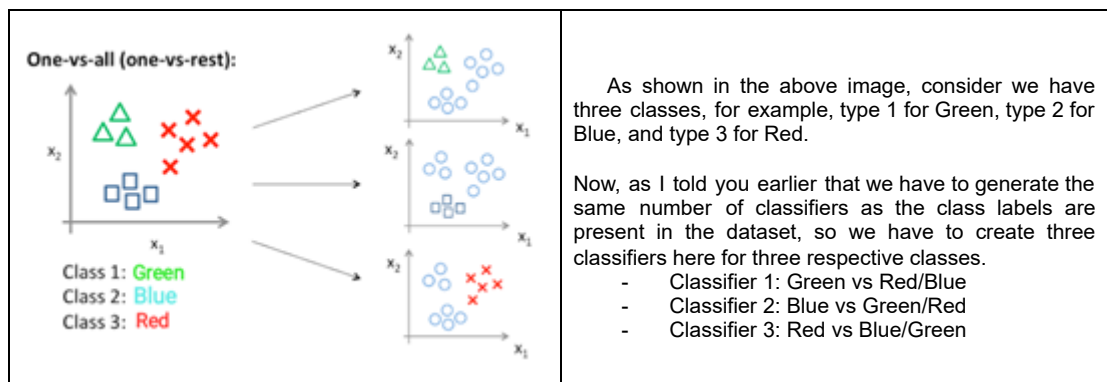 One-vs-all (one-vs-rest):
x2
x1
Class 1: Green
Class 2: Blue
Class 3: Red
x2
x1
x2
x1
x2
x1
As shown in the above image, consider we have
three classes, for example, type 1 for Green, type 2 for
Blue, and type 3 for Red.
Now, as I told you earlier that we have to generate the
same number of classifiers as the class labels are
present in the dataset, so we have to create three
classifiers here for three respective classes.
- Classifier 1: Green vs Red/Blue
- Classifier 2: Blue vs Green/Red
- Classifier 3: Red vs Blue/Green